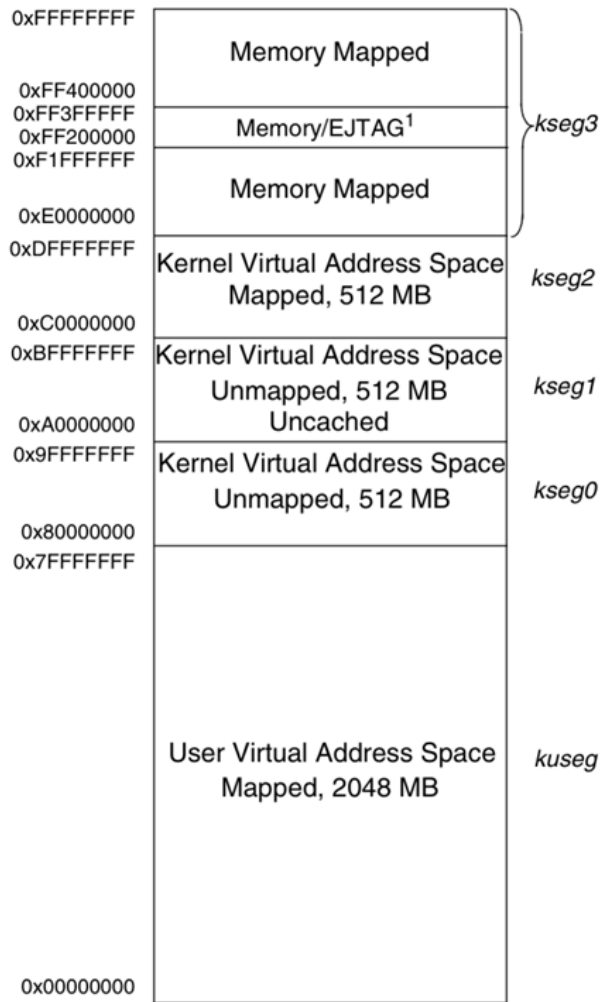 0xFFFFFFFF
Memory Mapped
0xFF400000
0xFF3FFFFF
Memory/EJTAG1
kseg3
0xFF200000
0xF1FFFFFF
Memory Mapped
0xE0000000
0xDFFFFFFF
Kernel Virtual Address Space
Mapped, 512 MB
kseg2
0xC0000000
0xBFFFFFFF
Kernel Virtual Address Space
Unmapped, 512 MB
kseg1
Uncached
0xA0000000
0x9FFFFFFF
Kernel Virtual Address Space
Unmapped, 512 MB
kseg0
0x80000000
0x7FFFFFFF
User Virtual Address Space
Mapped, 2048 MB
kuseg
0x00000000